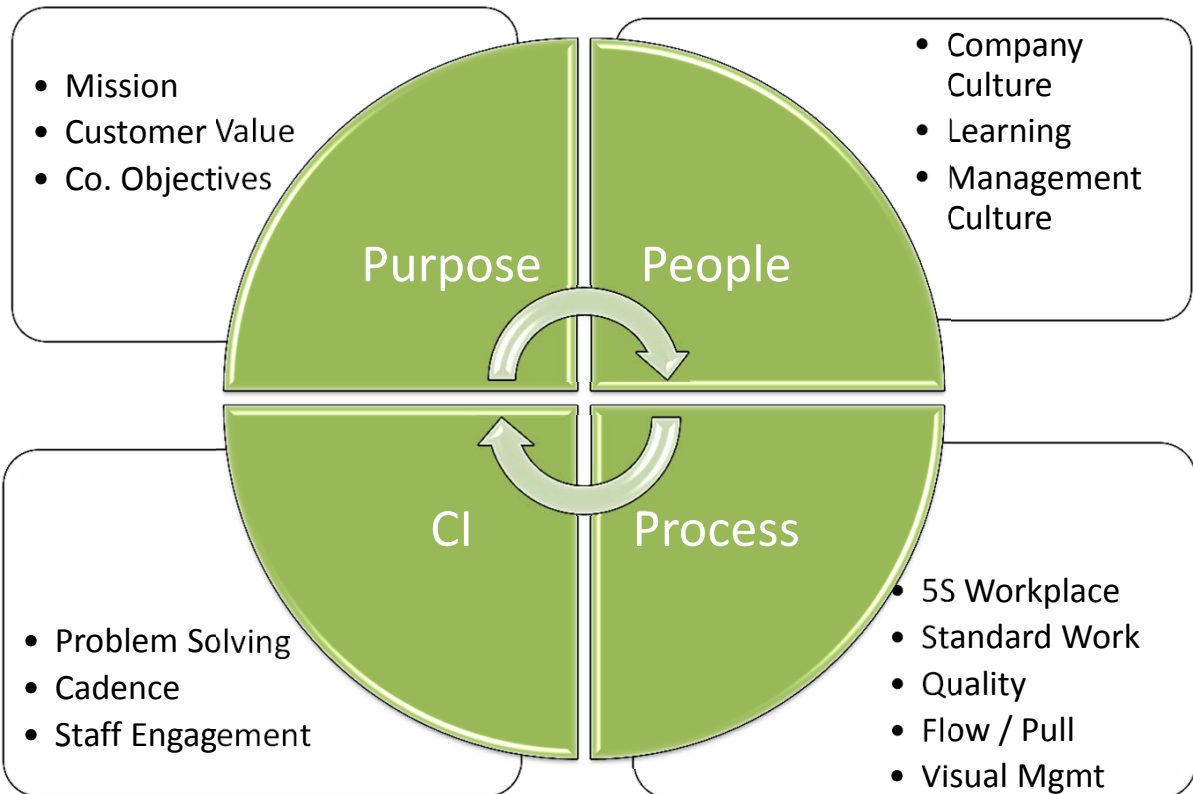 • Mission
• Customer Value
• Co. Objectives
Purpose
• Company
Culture
• Learning
• Management
Culture
People
CI
• Problem Solving
• Cadence
• Staff Engagement
Process
• 5S Workplace
• Standard Work
• Quality
• Flow / Pull
• Visual Mgmt